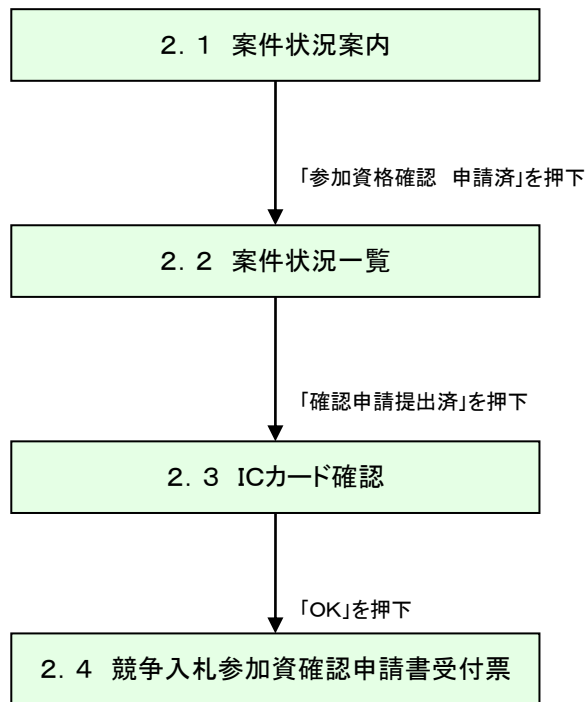 ２．１　案件状況案内
「参加資格確認　申請済」を押下
２．２　案件状況一覧
「確認申請提出済」を押下
２．３　ICカード確認
「OK」を押下
２．４　競争入札参加資確認申請書受付票